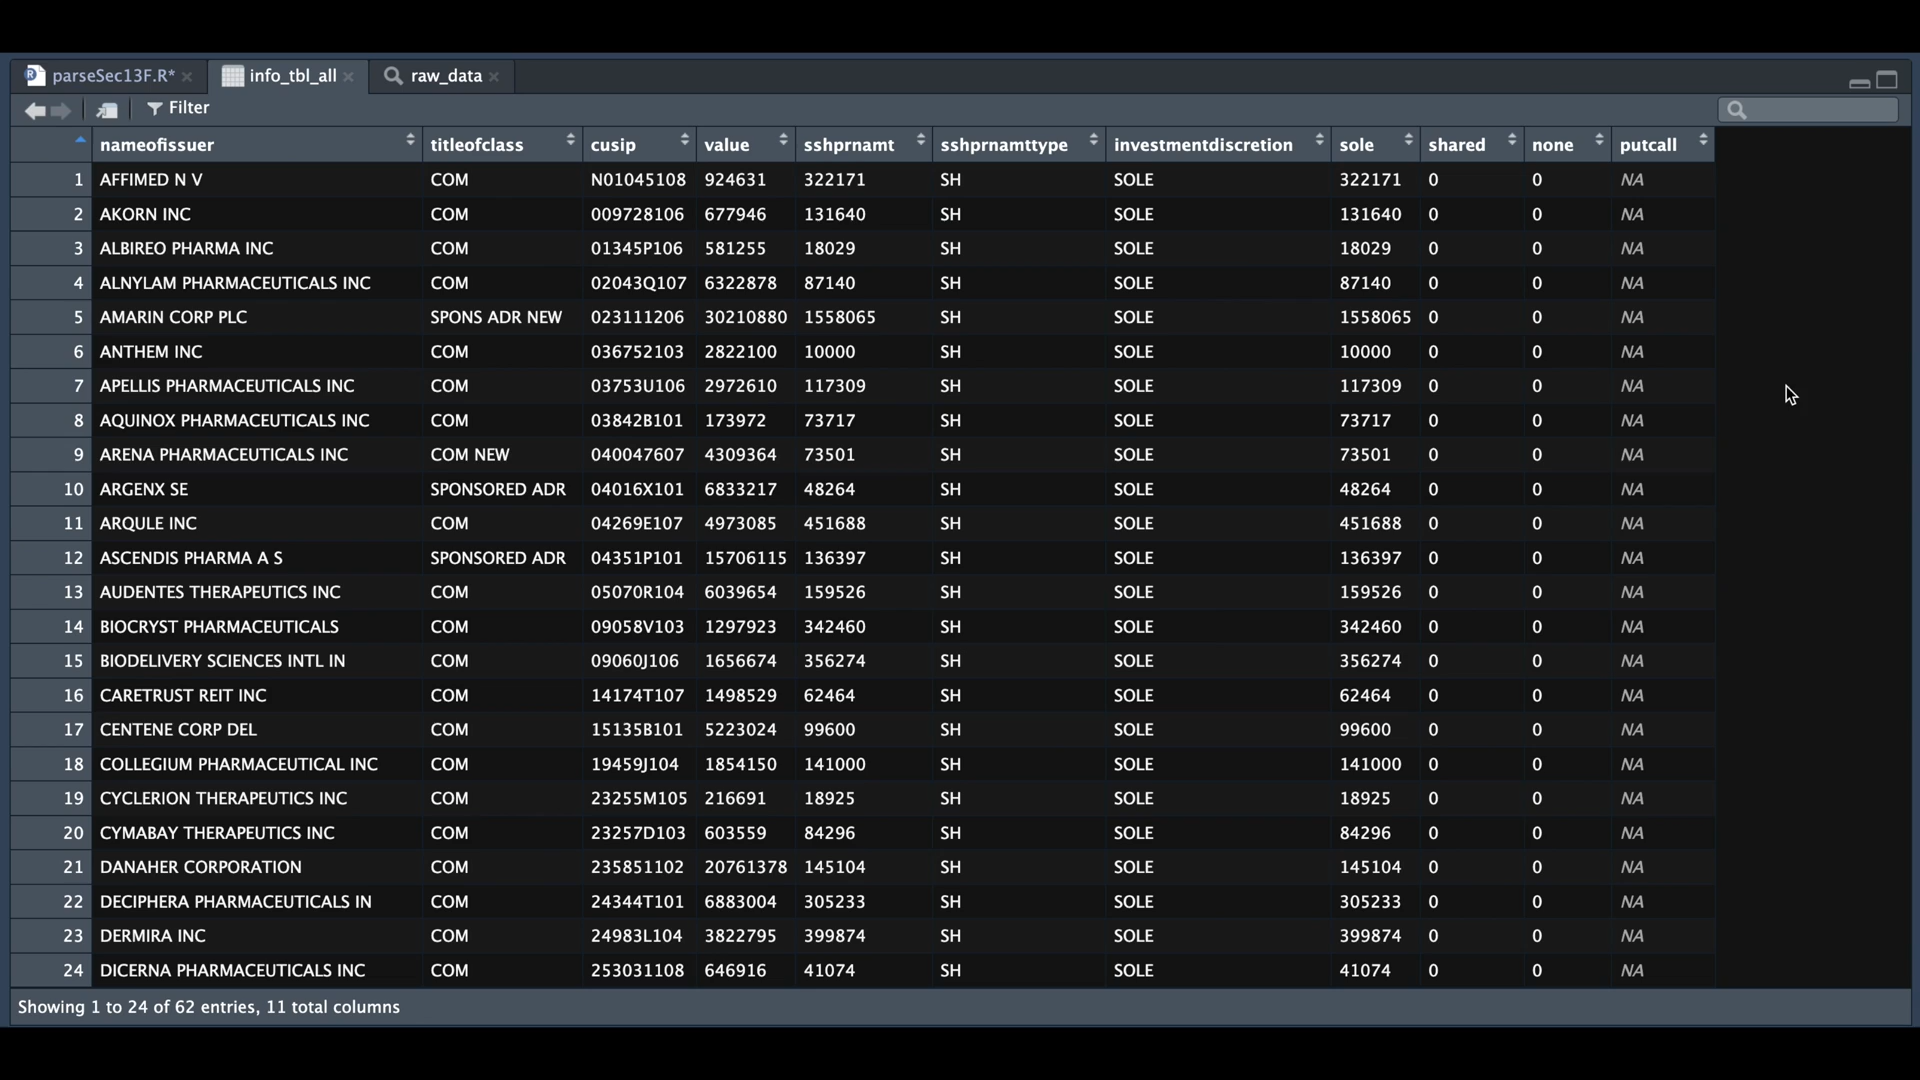 parseSec13F.R* info_tbl_all raw_data
Filter
nameofissuer titleofclass cusip value sshprnamt sshprnamttype investmentdiscretion sole shared none putcall
1 AFFIMED N V COM N01045108 924631 322171 SH SOLE 322171 0 0 NA
2 AKORN INC COM 009728106 677946 131640 SH SOLE 131640 0 0 NA
3 ALBIREO PHARMA INC COM 01345P106 581255 18029 SH SOLE 18029 0 0 NA
4 ALNYLAM PHARMACEUTICALS INC COM 02043Q107 6322878 87140 SH SOLE 87140 0 0 NA
5 AMARIN CORP PLC SPONS ADR NEW 023111206 30210880 1558065 SH SOLE 1558065 0 0 NA
6 ANTHEM INC COM 036752103 2822100 10000 SH SOLE 10000 0 0 NA
7 APELLIS PHARMACEUTICALS INC COM 03753U106 2972610 117309 SH SOLE 117309 0 0 NA
8 AQUINOX PHARMACEUTICALS INC COM 03842B101 173972 73717 SH SOLE 73717 0 0 NA
9 ARENA PHARMACEUTICALS INC COM NEW 040047607 4309364 73501 SH SOLE 73501 0 0 NA
10 ARGENX SE SPONSORED ADR 04016X101 6833217 48264 SH SOLE 48264 0 0 NA
11 ARQULE INC COM 04269E107 4973085 451688 SH SOLE 451688 0 0 NA
12 ASCENDIS PHARMA A S SPONSORED ADR 04351P101 15706115 136397 SH SOLE 136397 0 0 NA
13 AUDENTES THERAPEUTICS INC COM 05070R104 6039654 159526 SH SOLE 159526 0 0 NA
14 BIOCRYST PHARMACEUTICALS COM 09058V103 1297923 342460 SH SOLE 342460 0 0 NA
15 BIODELIVERY SCIENCES INTL IN COM 09060J106 1656674 356274 SH SOLE 356274 0 0 NA
16 CARETRUST REIT INC COM 14174T107 1498529 62464 SH SOLE 62464 0 0 NA
17 CENTENE CORP DEL COM 15135B101 5223024 99600 SH SOLE 99600 0 0 NA
18 COLLEGIUM PHARMACEUTICAL INC COM 19459J104 1854150 141000 SH SOLE 141000 0 0 NA
19 CYCLERION THERAPEUTICS INC COM 23255M105 216691 18925 SH SOLE 18925 0 0 NA
20 CYMABAY THERAPEUTICS INC COM 23257D103 603559 84296 SH SOLE 84296 0 0 NA
21 DANAHER CORPORATION COM 235851102 20761378 145104 SH SOLE 145104 0 0 NA
22 DECIPHERA PHARMACEUTICALS IN COM 24344T101 6883004 305233 SH SOLE 305233 0 0 NA
23 DERMIRA INC COM 24983L104 3822795 399874 SH SOLE 399874 0 0 NA
24 DICERNA PHARMACEUTICALS INC COM 253031108 646916 41074 SH SOLE 41074 0 0 NA
Showing 1 to 24 of 62 entries, 11 total columns